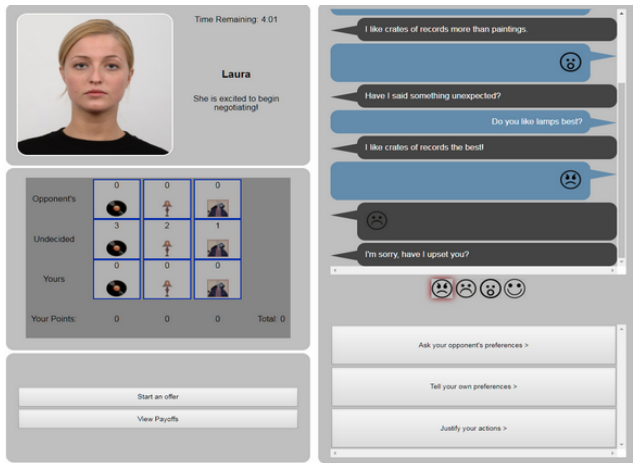 Time Remaining: 4:01
Laura
She is excited to begin
negotiating!
Opponent's
0 0 0
Undecided
3 2 1
Yours
0 0 0
Your Points: 0 0 0 Total: 0
Start an offer
View Payoffs
I like crates of records more than paintings.
Have I said something unexpected?
Do you like lamps best?
I like crates of records the best!
I'm sorry, have I upset you?
Ask your opponent's preferences >
Tell your own preferences >
Justify your actions >